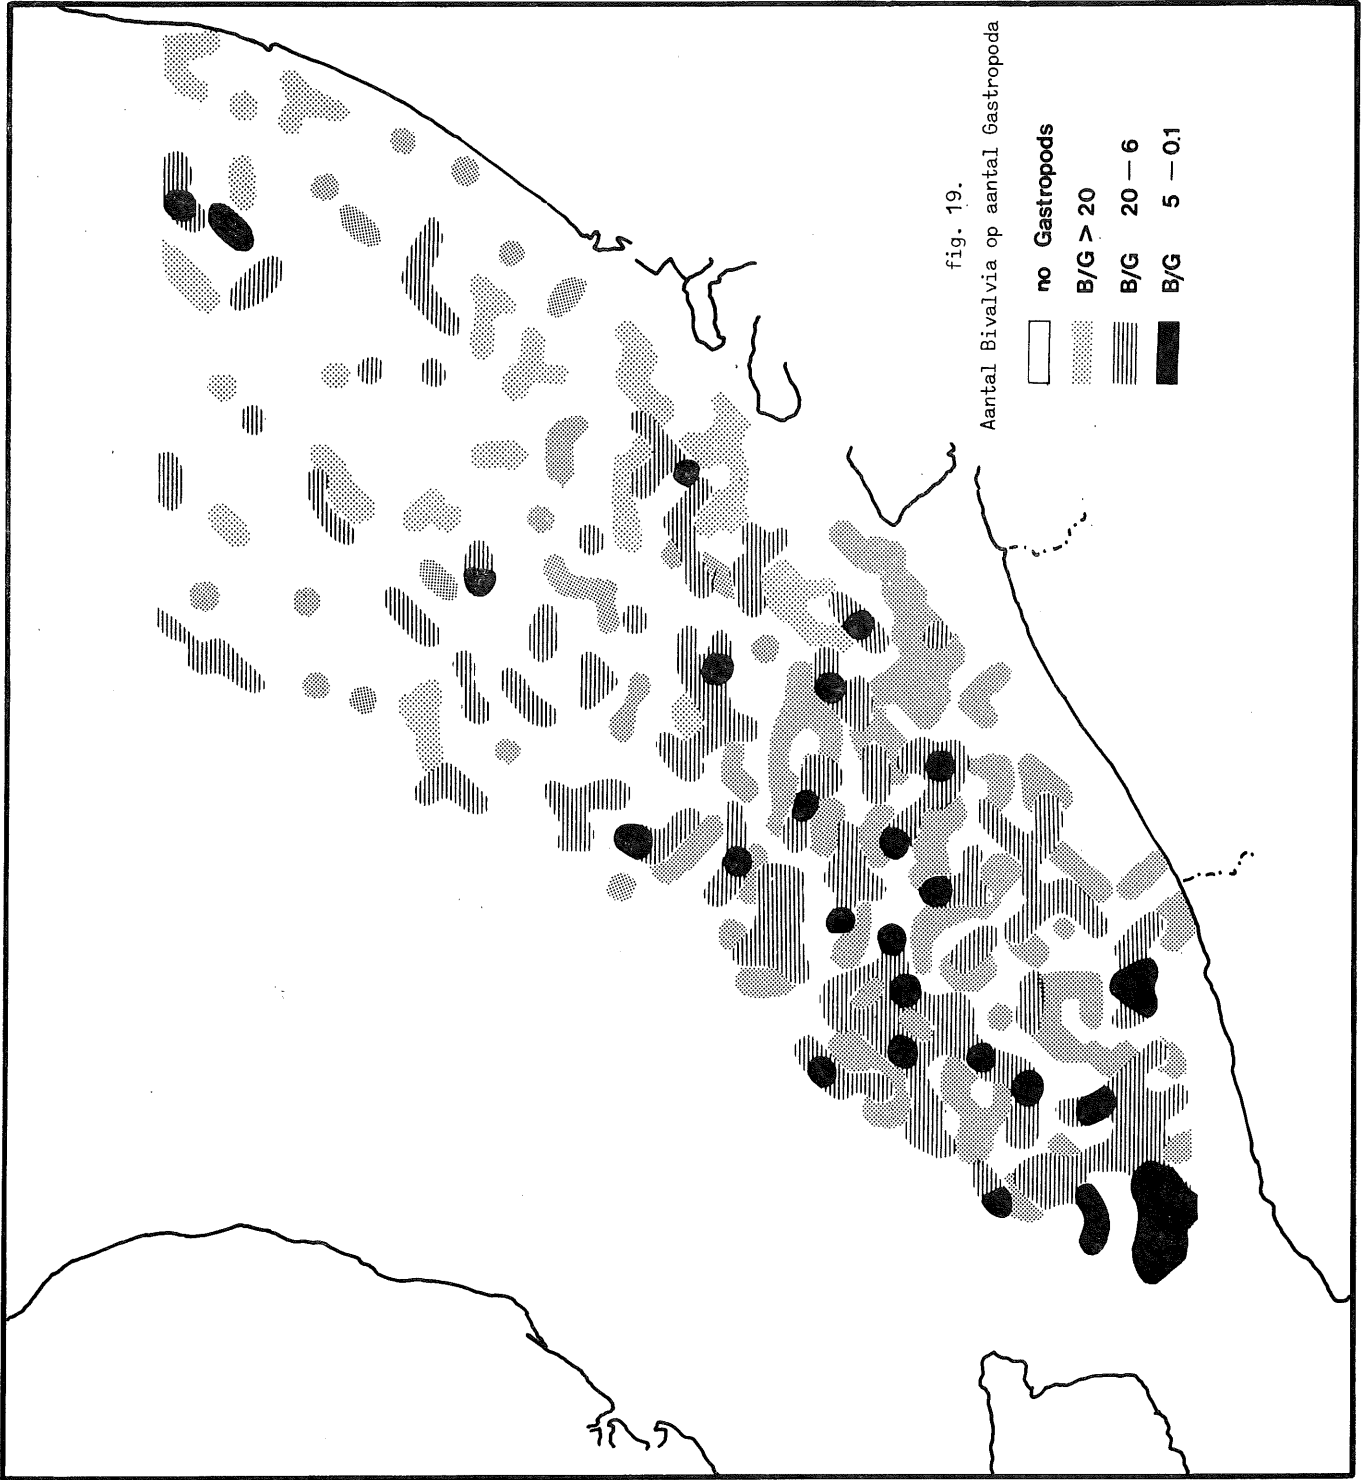 fig. 19.
Aantal Bivalvia op aantal Gastropoda
no Gastropods
B/G > 20
B/G 20 — 6
B/G 5 — 0.1